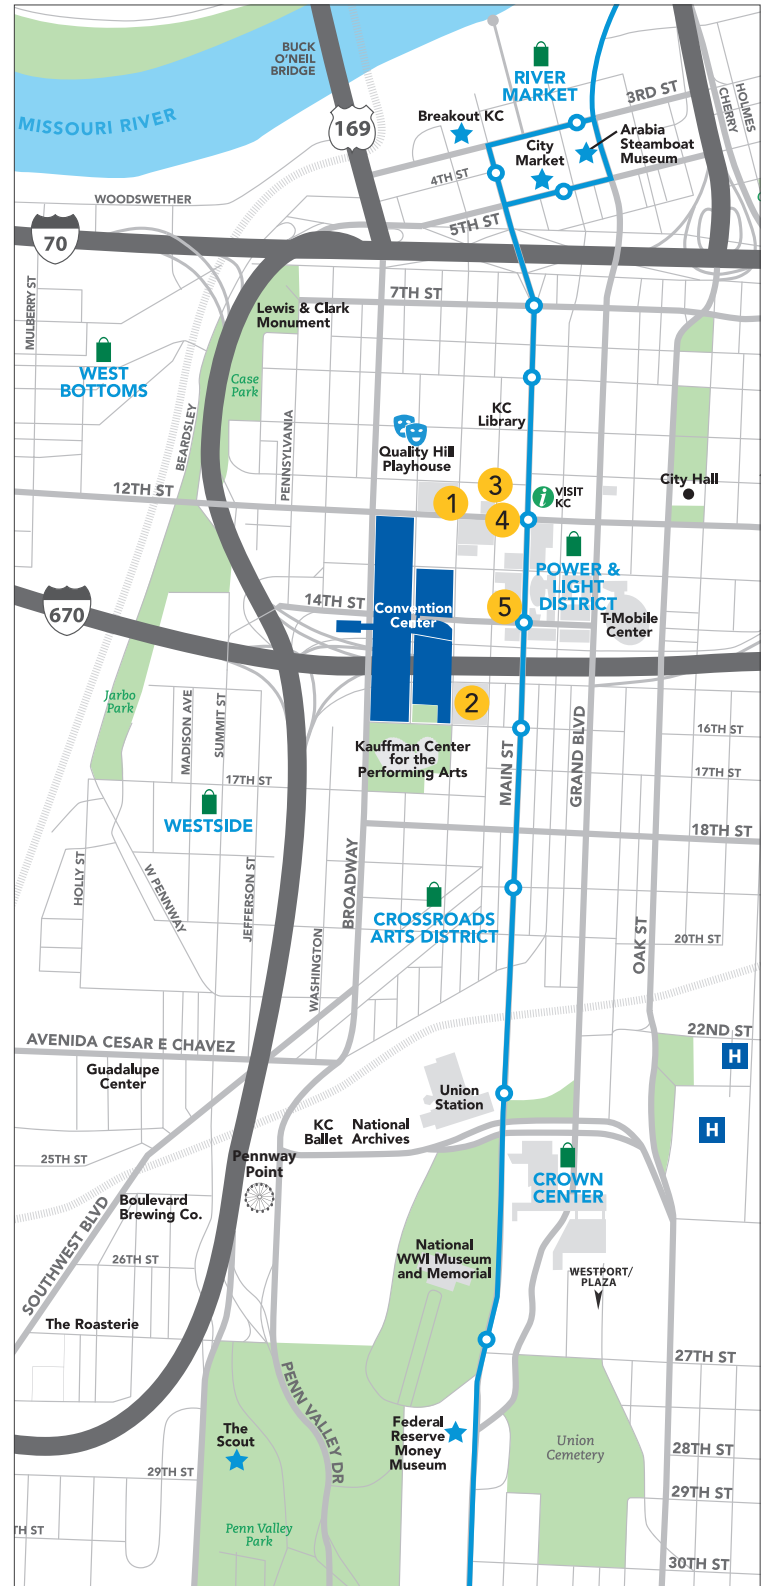 BUCK
O'NEIL
BRIDGE
RIVER
MARKET
3RD ST
HOLMES
CHERRY
MISSOURI RIVER
169
Breakout KC
Arabia
Steamboat
Museum
City
Market
4TH ST
WOODSWETHER
5TH ST
70
7TH ST
MULBERRY ST
Lewis & Clark
Monument
WEST
BOTTOMS
Case
Park
BEARDSLEY
PENNSYLVANIA
KC
Library
Quality Hill
Playhouse
City Hall
12TH ST
1
3
4
i
VISIT
KC
POWER &
LIGHT
DISTRICT
14TH ST
Convention
Center
5
T-Mobile
Center
670
Jarbo
Park
MADISON AVE
SUMMIT ST
2
16TH ST
Kauffman Center
for the
Performing Arts
MAIN ST
GRAND BLVD
17TH ST
17TH ST
WESTSIDE
18TH ST
HOLLY ST
W PENNWAY
JEFFERSON ST
BROADWAY
CROSSROADS
ARTS DISTRICT
WASHINGTON
OAK ST
20TH ST
AVENIDA CESAR E CHAVEZ
22ND ST
H
Guadalupe
Center
Union
Station
H
KC
Ballet
National
Archives
25TH ST
Pennway
Point
CROWN
CENTER
Boulevard
Brewing Co.
SOUTHWEST BLVD
26TH ST
National
WWI Museum
and Memorial
WESTPORT/
PLAZA
The Roasterie
27TH ST
PENN VALLEY DR
The
Scout
Federal
Reserve
Money
Museum
Union
Cemetery
28TH ST
29TH ST
29TH ST
Penn Valley
Park
TH ST
30TH ST